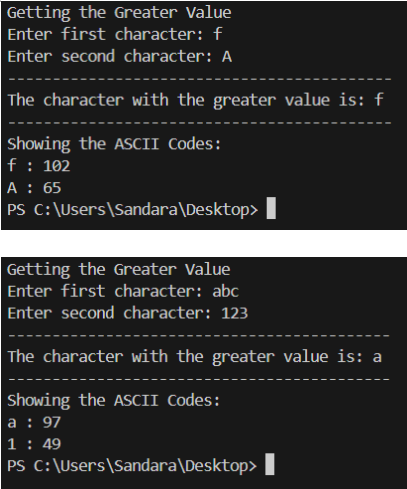 Getting the Greater Value
Enter first character: f
Enter second character: A
-------------------------------------------
The character with the greater value is: f
-------------------------------------------
Showing the ASCII Codes:
f : 102
A : 65
PS C:\Users\Sandara\Desktop>
Getting the Greater Value
Enter first character: abc
Enter second character: 123
-------------------------------------------
The character with the greater value is: a
-------------------------------------------
Showing the ASCII Codes:
a : 97
1 : 49
PS C:\Users\Sandara\Desktop>